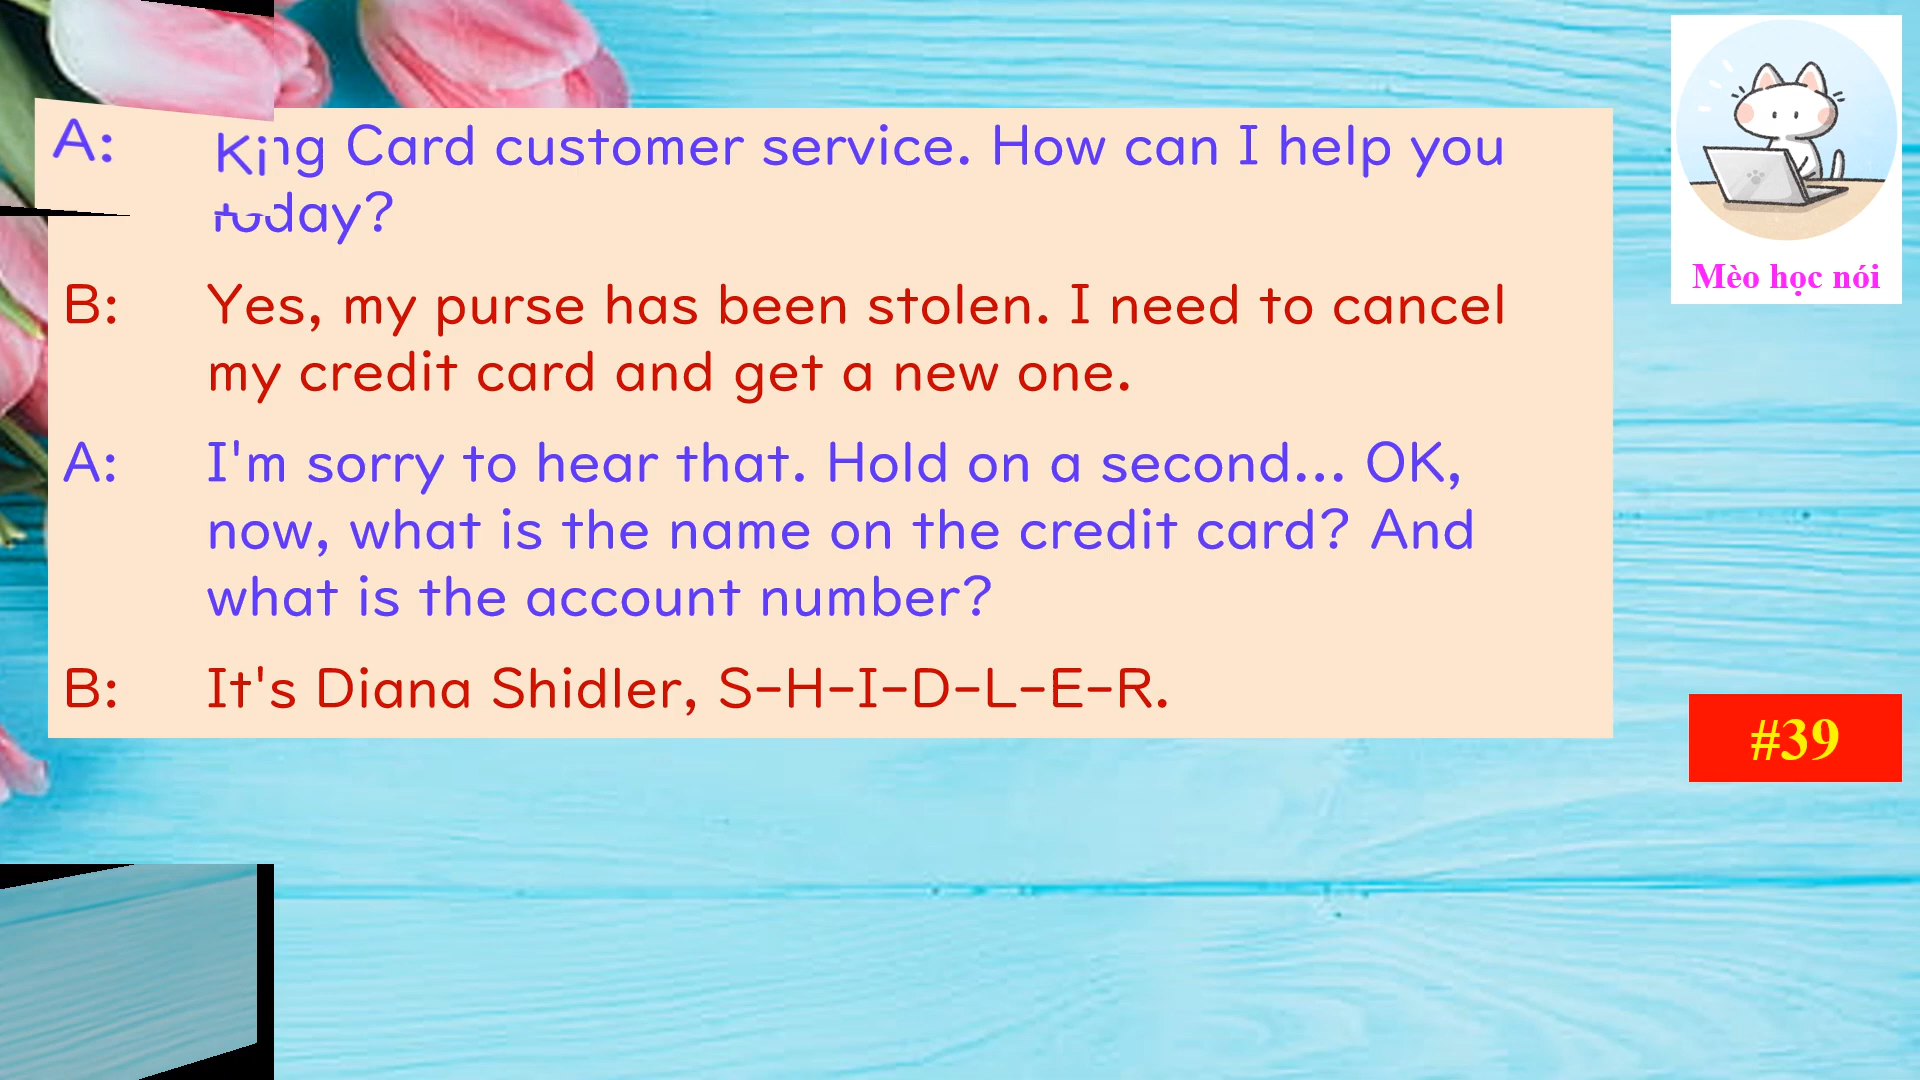 A: King Card customer service. How can I help you
today?
B: Yes, my purse has been stolen. I need to cancel
my credit card and get a new one.
A: I'm sorry to hear that. Hold on a second... OK,
now, what is the name on the credit card? And
what is the account number?
B: It's Diana Shidler, S-H-I-D-L-E-R.
Mèo học nói
#39